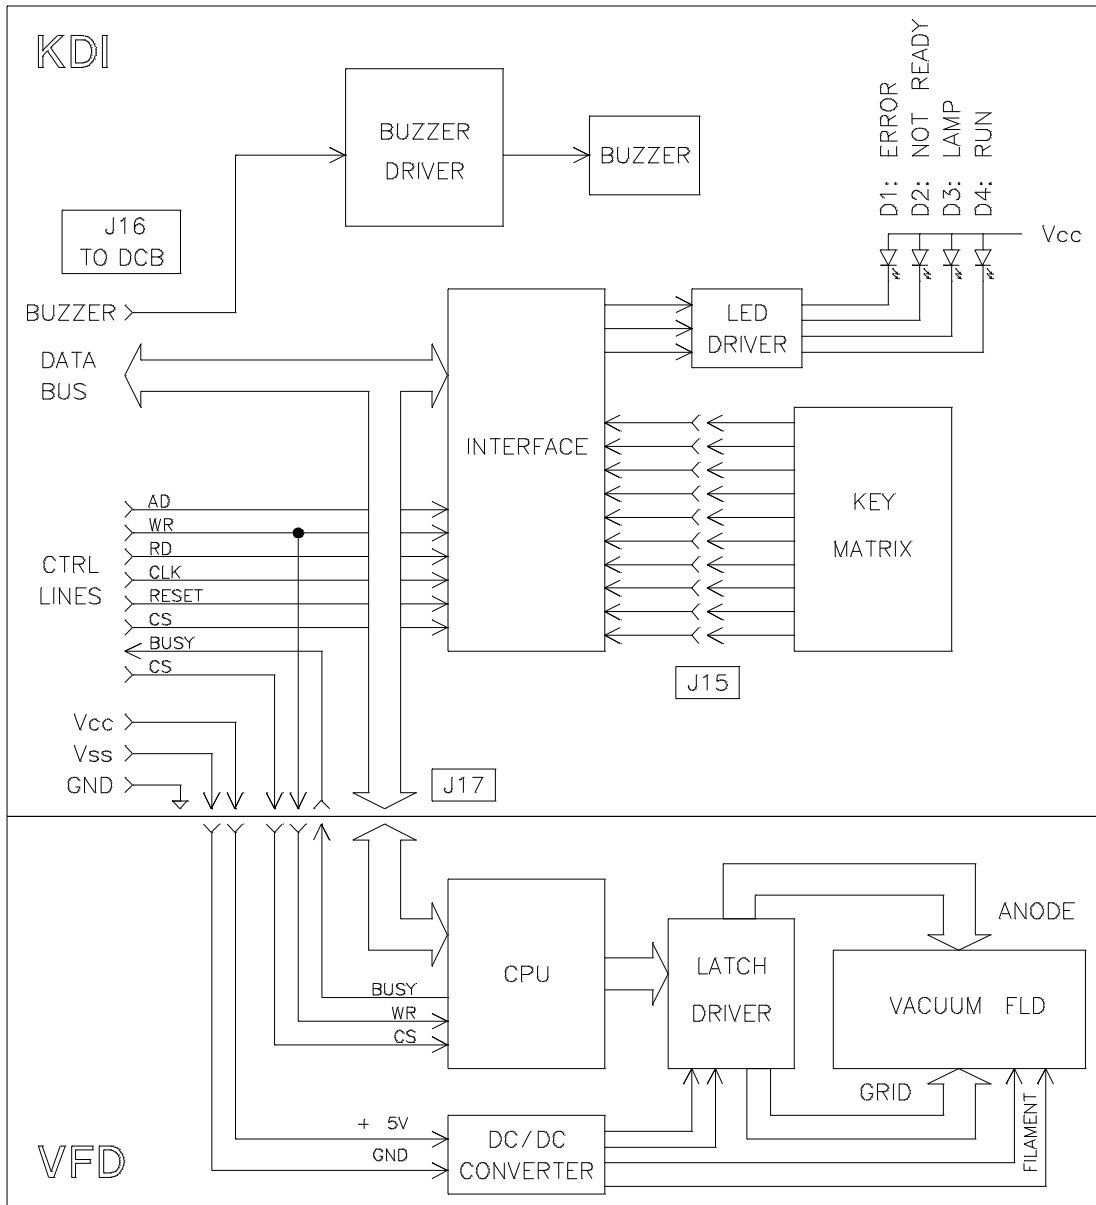 KDI
D1: ERROR
D2: NOT READY
D3: LAMP
D4: RUN
Vcc
BUZZER
DRIVER
BUZZER
J16
TO DCB
BUZZER
DATA
BUS
INTERFACE
LED
DRIVER
KEY
MATRIX
CTRL
LINES
AD
WR
RD
CLK
RESET
CS
BUSY
CS
J15
Vcc
Vss
GND
J17
CPU
BUSY
WR
CS
LATCH
DRIVER
ANODE
VACUUM FLD
GRID
FILAMENT
+ 5V
GND
DC/DC
CONVERTER
VFD